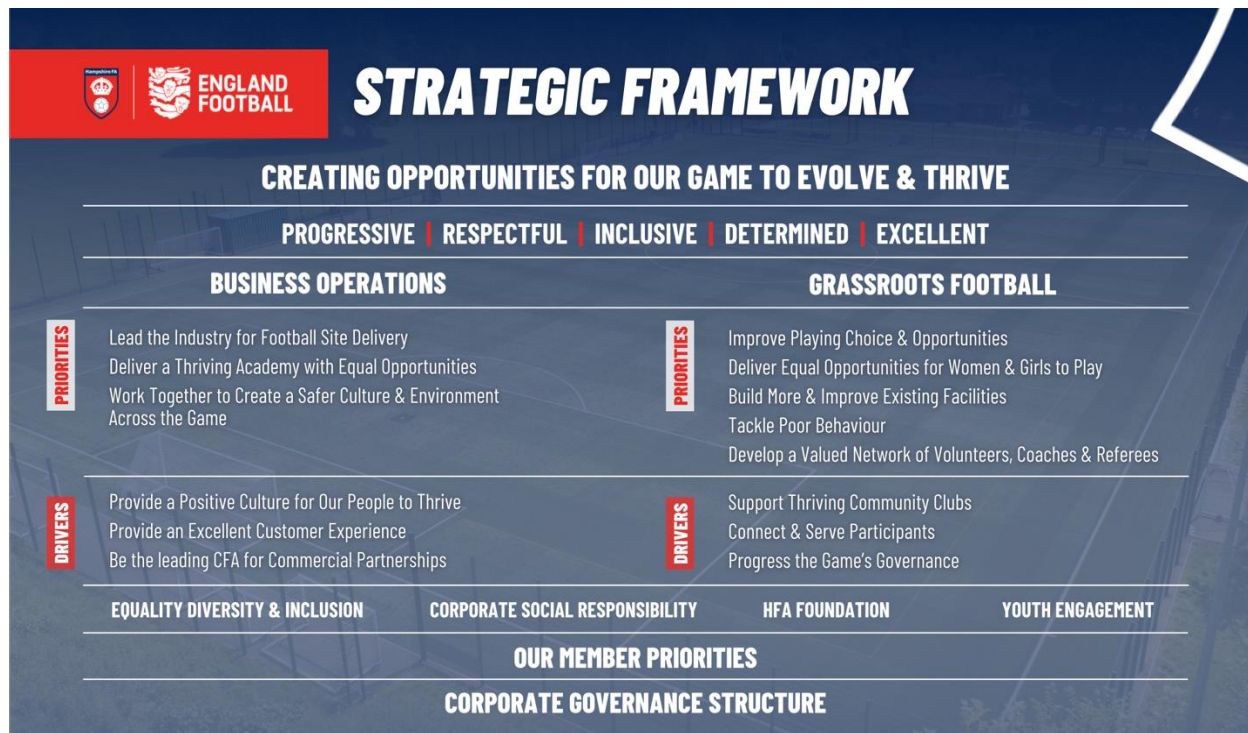 Hampshire FA
ENGLAND
FOOTBALL
STRATEGIC FRAMEWORK
CREATING OPPORTUNITIES FOR OUR GAME TO EVOLVE & THRIVE
PROGRESSIVE | RESPECTFUL | INCLUSIVE | DETERMINED | EXCELLENT
BUSINESS OPERATIONS
PRIORITIES
Lead the Industry for Football Site Delivery
Deliver a Thriving Academy with Equal Opportunities
Work Together to Create a Safer Culture & Environment
Across the Game
DRIVERS
Provide a Positive Culture for Our People to Thrive
Provide an Excellent Customer Experience
Be the leading CFA for Commercial Partnerships
GRASSROOTS FOOTBALL
PRIORITIES
Improve Playing Choice & Opportunities
Deliver Equal Opportunities for Women & Girls to Play
Build More & Improve Existing Facilities
Tackle Poor Behaviour
Develop a Valued Network of Volunteers, Coaches & Referees
DRIVERS
Support Thriving Community Clubs
Connect & Serve Participants
Progress the Game's Governance
EQUALITY DIVERSITY & INCLUSION
CORPORATE SOCIAL RESPONSIBILITY
HFA FOUNDATION
YOUTH ENGAGEMENT
OUR MEMBER PRIORITIES
CORPORATE GOVERNANCE STRUCTURE